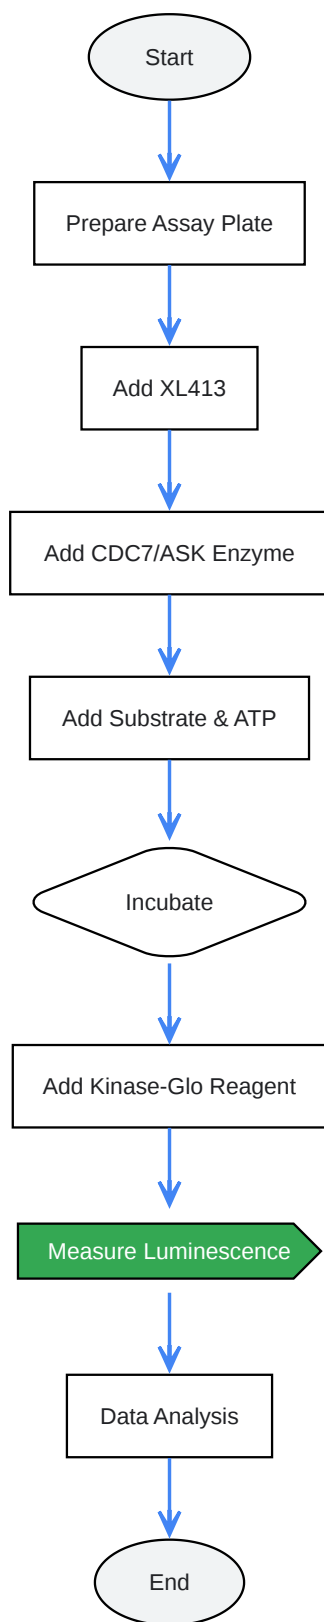 Start
Prepare Assay Plate
Add XL413
Add CDC7/ASK Enzyme
Add Substrate & ATP
Incubate
Add Kinase-Glo Reagent
Measure Luminescence
Data Analysis
End